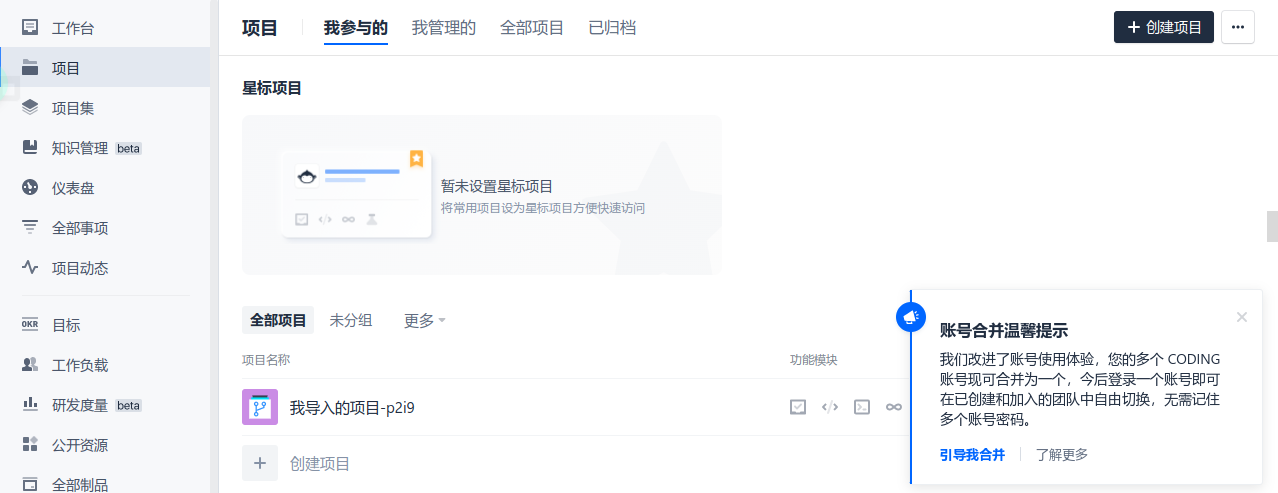 工作台
项目
项目集
知识管理 beta
仪表盘
全部事项
项目动态
OKR 目标
工作负载
研发度量 beta
公开资源
全部制品
项目 我参与的 我管理的 全部项目 已归档
创建项目
星标项目
暂未设置星标项目
将常用项目设为星标项目方便快速访问
全部项目 未分组 更多
项目名称 功能模块
我导入的项目-p2i9
创建项目
账号合并温馨提示
我们改进了账号使用体验，您的多个 CODING
账号现可合并为一个，今后登录一个账号即可
在已创建和加入的团队中自由切换，无需记住
多个账号密码。
引导我合并 了解更多